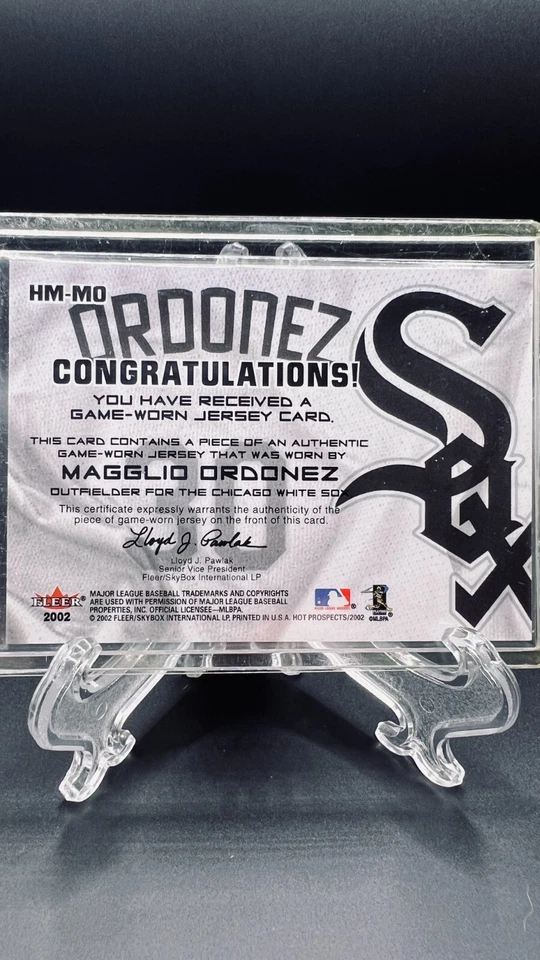 HM-MO
ORDONEZ
CONGRATULATIONS!
YOU HAVE RECEIVED A
GAME-WORN JERSEY CARD.
THIS CARD CONTAINS A PIECE OF AN AUTHENTIC
GAME-WORN JERSEY THAT WAS WORN BY
MAGGLIO ORDONEZ
OUTFIELDER FOR THE CHICAGO WHITE SOX
This certificate expressly warrants the authenticity of the
piece of game-worn jersey on the front of this card.
Lloyd J. Pawlak
Lloyd J. Pawlak
Senior Vice President
Fleer/SkyBox International LP
FLEER®
2002
MAJOR LEAGUE BASEBALL TRADEMARKS AND COPYRIGHTS
ARE USED WITH PERMISSION OF MAJOR LEAGUE BASEBALL
PROPERTIES, INC. OFFICIAL LICENSEE—MLBPA.
© 2002 FLEER/SKYBOX INTERNATIONAL LP, PRINTED IN U.S.A. HOT PROSPECTS/2002
©MLBPA
SOX